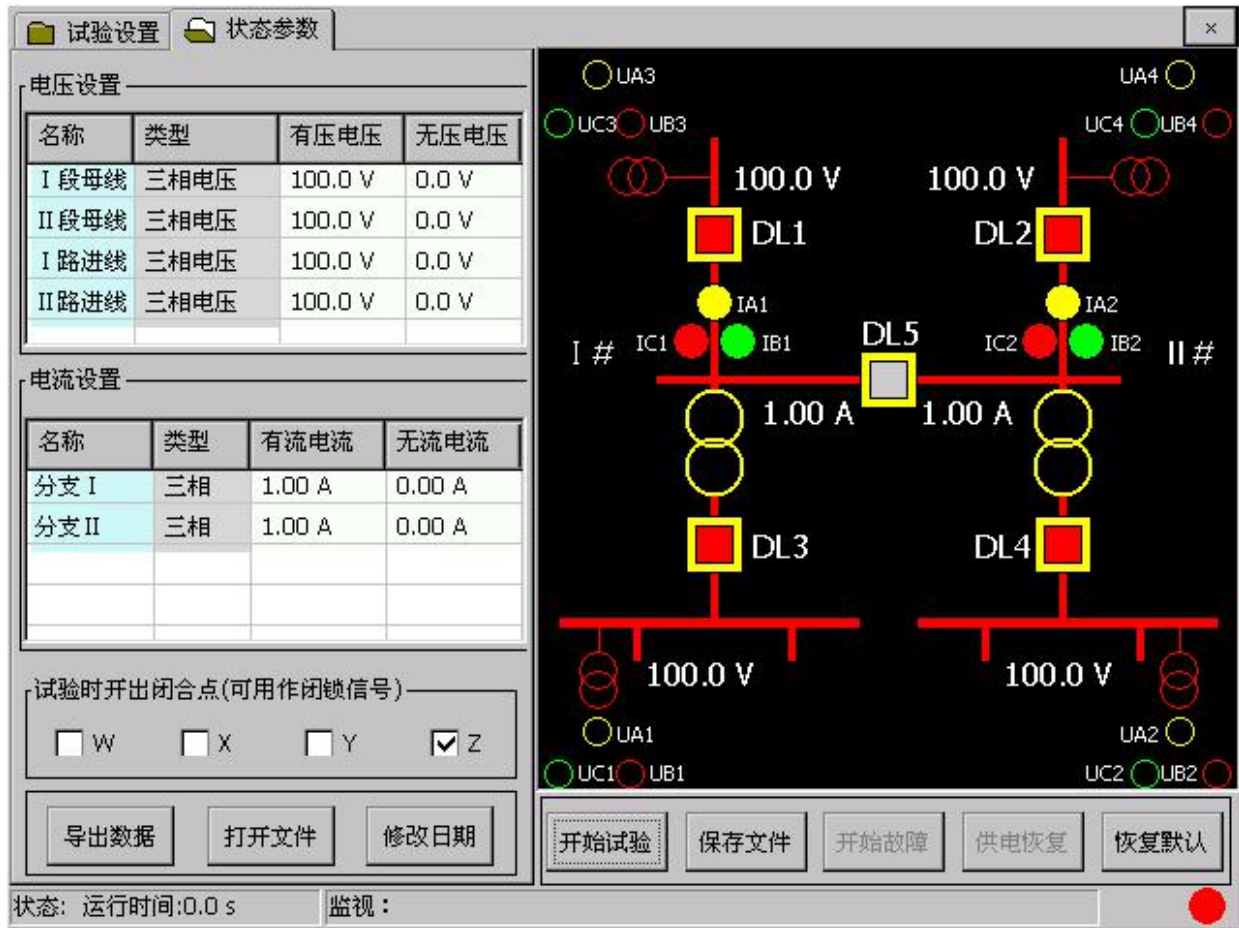 试验设置 状态参数 ×
电压设置
名称 类型 有压电压 无压电压
I段母线 三相电压 100.0 V 0.0 V
II段母线 三相电压 100.0 V 0.0 V
I路进线 三相电压 100.0 V 0.0 V
II路进线 三相电压 100.0 V 0.0 V
电流设置
名称 类型 有流电流 无流电流
分支I 三相 1.00 A 0.00 A
分支II 三相 1.00 A 0.00 A
试验时开出闭合点(可用作闭锁信号)
W X Y Z
导出数据 打开文件 修改日期
UA3 UA4
UC3 UB3 UC4 UB4
100.0 V 100.0 V
DL1 DL2
IA1 IA2
I # IC1 IB1 DL5 IC2 IB2 II #
1.00 A 1.00 A
DL3 DL4
100.0 V 100.0 V
UA1 UA2
UC1 UB1 UC2 UB2
开始试验 保存文件 开始故障 供电恢复 恢复默认
状态: 运行时间:0.0 s 监视：